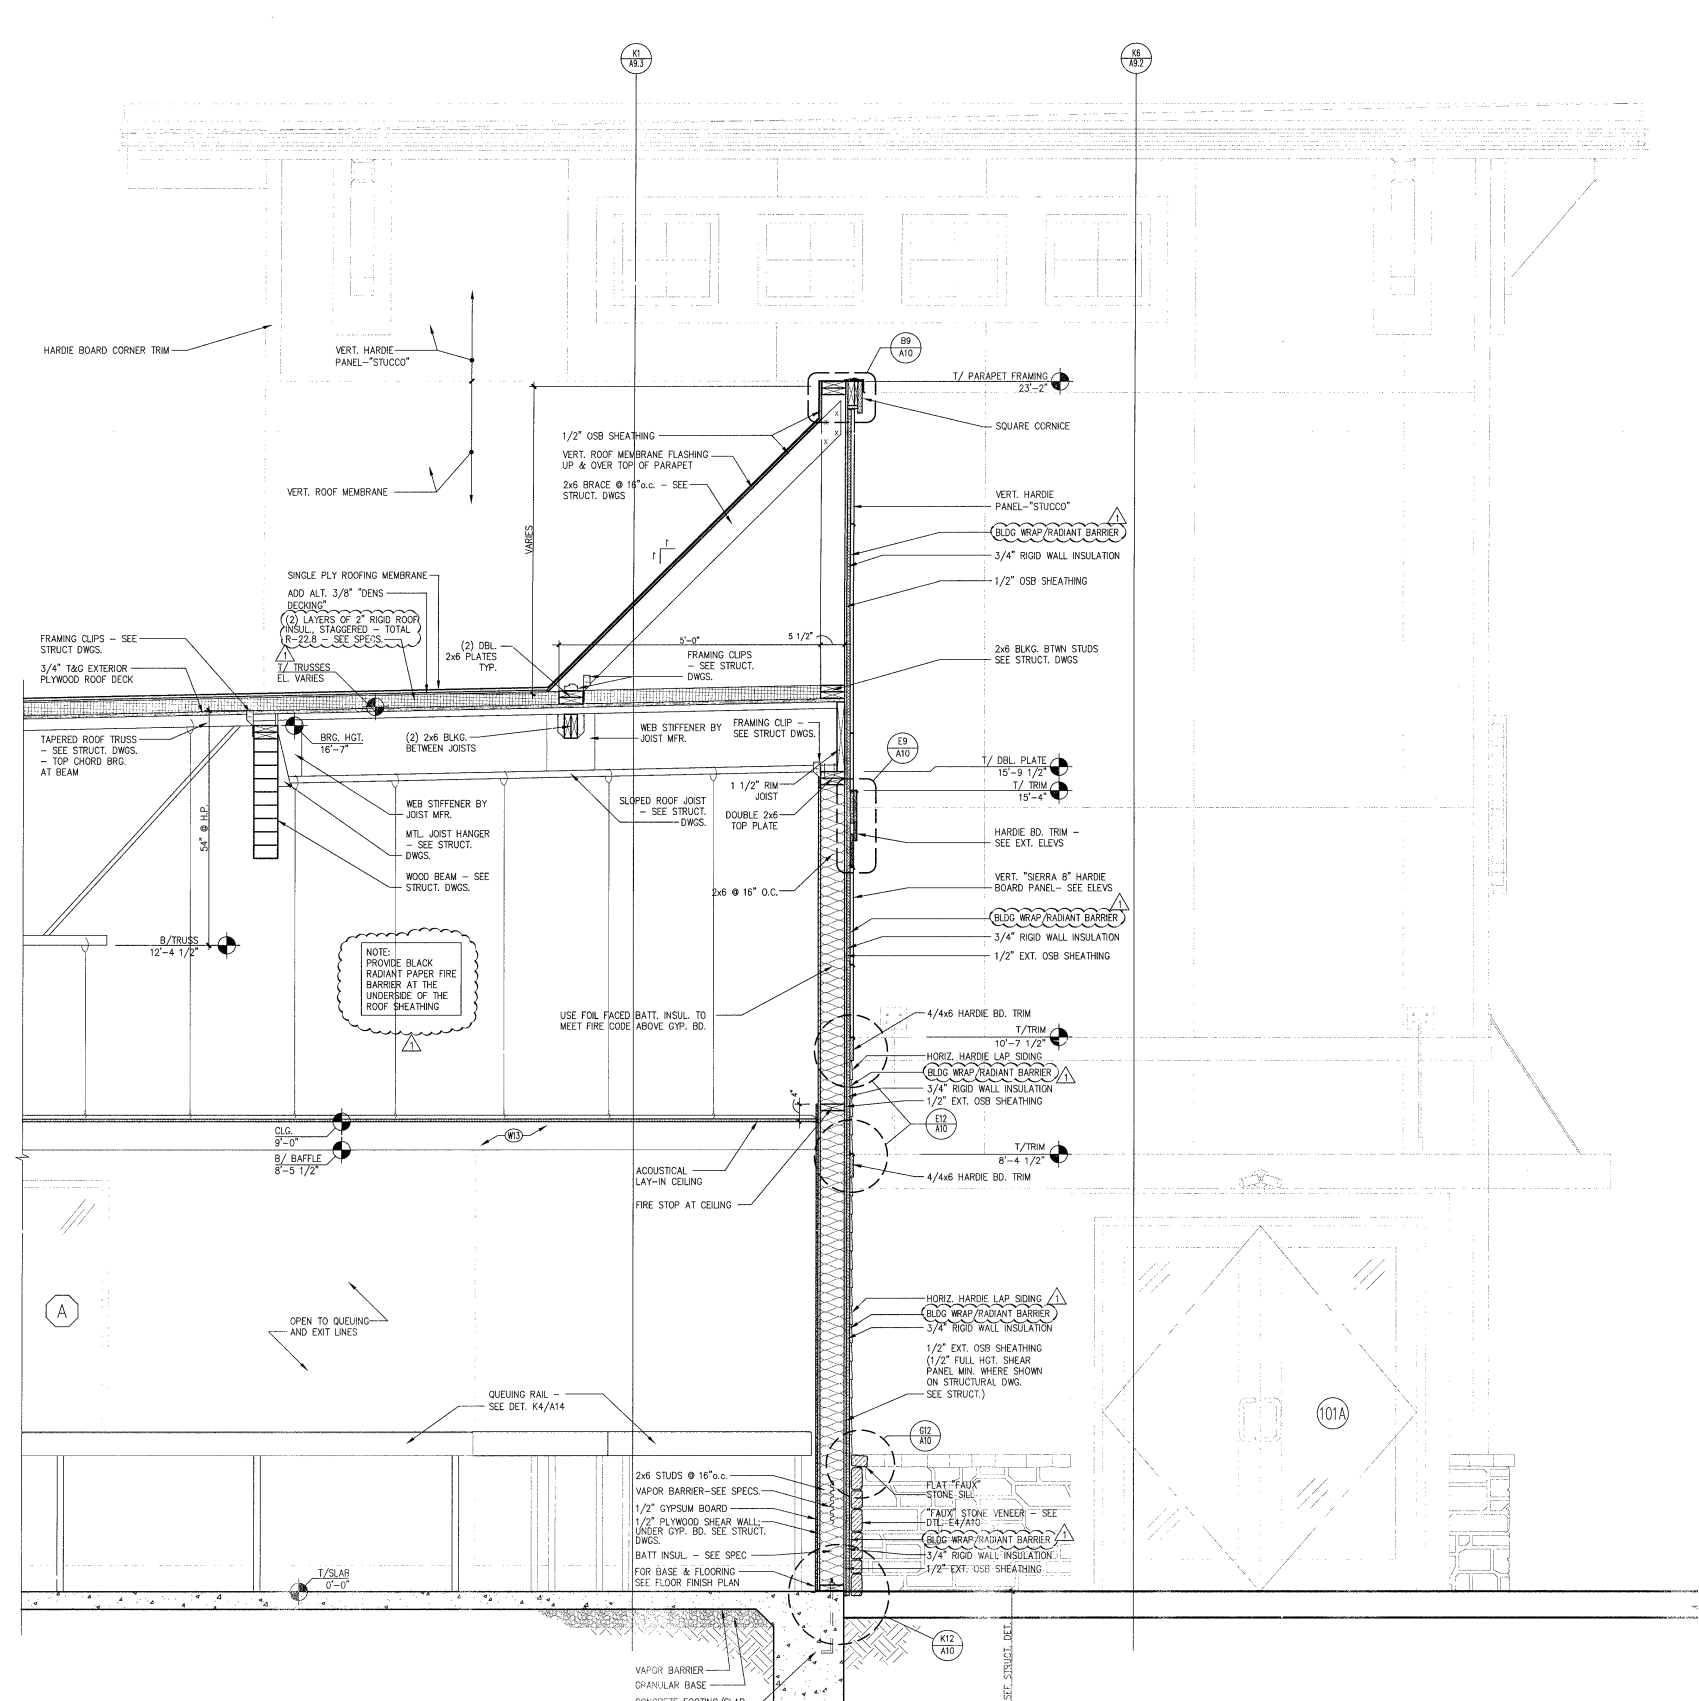 K1
A9.3
K6
A9.2
HARDIE BOARD CORNER TRIM
VERT. HARDIE
PANEL-"STUCCO"
VERT. ROOF MEMBRANE
B9
A10
T/ PARAPET FRAMING
23'-2"
SQUARE CORNICE
1/2" OSB SHEATHING
VERT. ROOF MEMBRANE FLASHING
UP & OVER TOP OF PARAPET
2x6 BRACE @ 16"o.c. - SEE
STRUCT. DWGS
VARIES
1
1
VERT. HARDIE
PANEL-"STUCCO"
1
BLDG WRAP/RADIANT BARRIER
3/4" RIGID WALL INSULATION
1/2" OSB SHEATHING
SINGLE PLY ROOFING MEMBRANE
ADD ALT. 3/8" "DENS
DECKING"
(2) LAYERS OF 2" RIGID ROOF
INSUL., STAGGERED - TOTAL
R-22.8 - SEE SPECS.
1
T/ TRUSSES
EL. VARIES
FRAMING CLIPS - SEE
STRUCT DWGS.
3/4" T&G EXTERIOR
PLYWOOD ROOF DECK
(2) DBL.
2x6 PLATES
TYP.
5'-0"
5 1/2"
FRAMING CLIPS
- SEE STRUCT.
DWGS.
2x6 BLKG. BTWN STUDS
SEE STRUCT. DWGS
TAPERED ROOF TRUSS
- SEE STRUCT. DWGS.
- TOP CHORD BRG.
AT BEAM
BRG. HGT.
16'-7"
(2) 2x6 BLKG.
BETWEEN JOISTS
WEB STIFFENER BY
JOIST MFR.
FRAMING CLIP -
SEE STRUCT DWGS.
E9
A10
T/ DBL. PLATE
15'-9 1/2"
T/ TRIM
15'-4"
1 1/2" RIM
JOIST
DOUBLE 2x6
TOP PLATE
SLOPED ROOF JOIST
- SEE STRUCT.
DWGS.
WEB STIFFENER BY
JOIST MFR.
MTL. JOIST HANGER
- SEE STRUCT.
DWGS.
WOOD BEAM - SEE
STRUCT. DWGS.
54" @ H.P.
HARDIE BD. TRIM -
SEE EXT. ELEVS
2x6 @ 16" O.C.
VERT. "SIERRA 8" HARDIE
BOARD PANEL- SEE ELEVS
1
BLDG WRAP/RADIANT BARRIER
3/4" RIGID WALL INSULATION
1/2" EXT. OSB SHEATHING
B/TRUSS
12'-4 1/2"
NOTE:
PROVIDE BLACK
RADIANT PAPER FIRE
BARRIER AT THE
UNDERSIDE OF THE
ROOF SHEATHING
1
USE FOIL FACED BATT. INSUL. TO
MEET FIRE CODE ABOVE GYP. BD.
4/4x6 HARDIE BD. TRIM
T/TRIM
10'-7 1/2"
HORIZ. HARDIE LAP SIDING
BLDG WRAP/RADIANT BARRIER
1
3/4" RIGID WALL INSULATION
1/2" EXT. OSB SHEATHING
4"
E12
A10
CLG.
9'-0"
B/ BAFFLE
8'-5 1/2"
W13
T/TRIM
8'-4 1/2"
4/4x6 HARDIE BD. TRIM
ACOUSTICAL
LAY-IN CEILING
FIRE STOP AT CEILING
A
OPEN TO QUEUING
AND EXIT LINES
HORIZ. HARDIE LAP SIDING
1
BLDG WRAP/RADIANT BARRIER
3/4" RIGID WALL INSULATION
1/2" EXT. OSB SHEATHING
(1/2" FULL HGT. SHEAR
PANEL MIN. WHERE SHOWN
ON STRUCTURAL DWG.
SEE STRUCT.)
QUEUING RAIL -
SEE DET. K4/A14
101A
G12
A10
2x6 STUDS @ 16"o.c.
VAPOR BARRIER-SEE SPECS.
1/2" GYPSUM BOARD
1/2" PLYWOOD SHEAR WALL;
UNDER GYP. BD. SEE STRUCT.
DWGS.
BATT INSUL. - SEE SPEC
FOR BASE & FLOORING
SEE FLOOR FINISH PLAN
FLAT "FAUX"
STONE SILL
"FAUX" STONE VENEER - SEE
DTL. E4/A10
BLDG WRAP/RADIANT BARRIER
1
3/4" RIGID WALL INSULATION
1/2" EXT. OSB SHEATHING
T/SLAB
0'-0"
K12
A10
SEE STRUCT. DET.
VAPOR BARRIER
GRANULAR BASE
CONCRETE FOOTING/SLAB